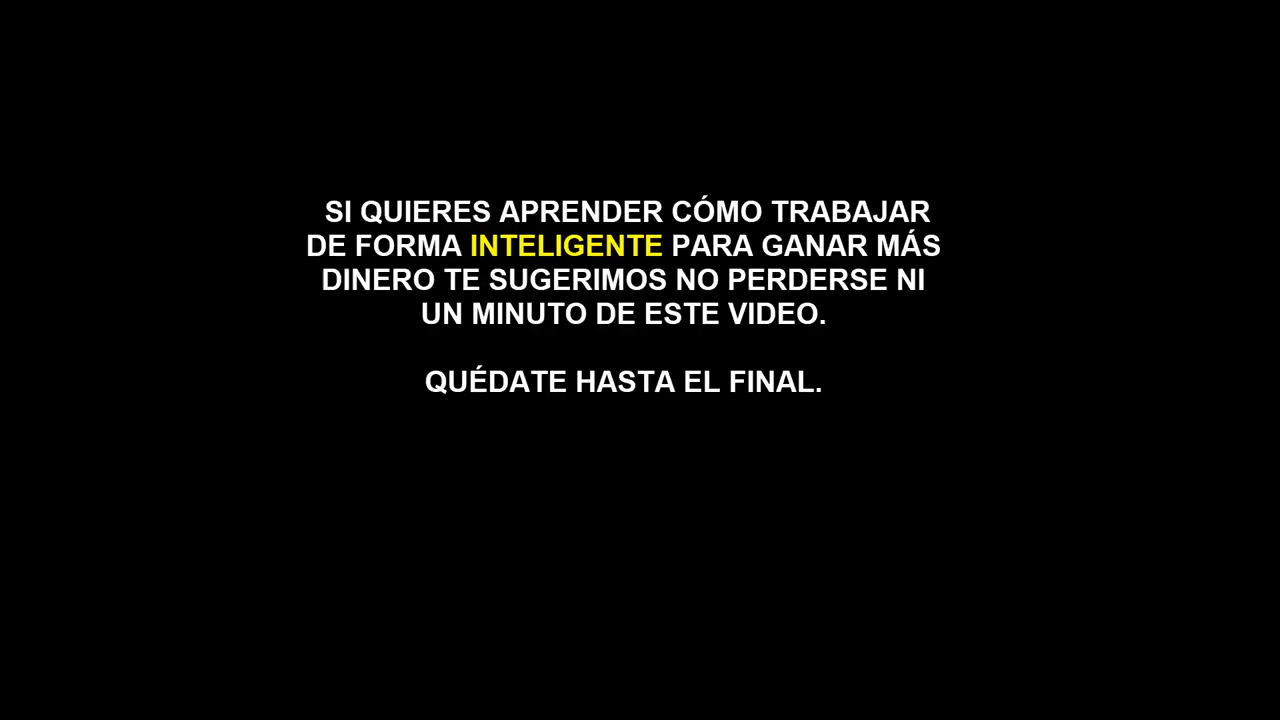 SI QUIERES APRENDER CÓMO TRABAJAR
DE FORMA INTELIGENTE PARA GANAR MÁS
DINERO TE SUGERIMOS NO PERDERSE NI
UN MINUTO DE ESTE VIDEO.
QUÉDATE HASTA EL FINAL.